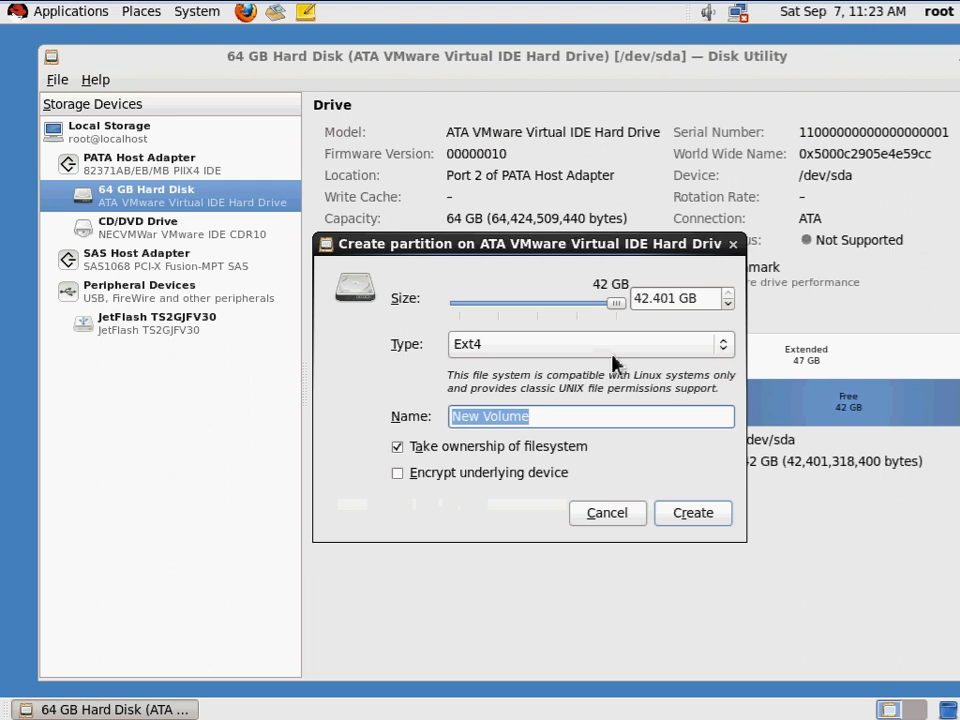 Applications Places System Sat Sep 7, 11:23 AM root
64 GB Hard Disk (ATA VMware Virtual IDE Hard Drive) [/dev/sda] — Disk Utility
File Help
Storage Devices
Local Storage
root@localhost
PATA Host Adapter
82371AB/EB/MB PIIX4 IDE
64 GB Hard Disk
ATA VMware Virtual IDE Hard Drive
CD/DVD Drive
NECVMWar VMware IDE CDR10
SAS Host Adapter
SAS1068 PCI-X Fusion-MPT SAS
Peripheral Devices
USB, FireWire and other peripherals
JetFlash TS2GJFV30
JetFlash TS2GJFV30
Drive
Model: ATA VMware Virtual IDE Hard Drive Serial Number: 11000000000000000001
Firmware Version: 00000010 World Wide Name: 0x5000c2905e4e59cc
Location: Port 2 of PATA Host Adapter Device: /dev/sda
Write Cache: – Rotation Rate: –
Capacity: 64 GB (64,424,509,440 bytes) Connection: ATA
us: Not Supported
mark
e drive performance
Extended
47 GB
Free
42 GB
dev/sda
2 GB (42,401,318,400 bytes)
Create partition on ATA VMware Virtual IDE Hard Driv
42 GB
Size: 42.401 GB
Type: Ext4
This file system is compatible with Linux systems only
and provides classic UNIX file permissions support.
Name: New Volume
Take ownership of filesystem
Encrypt underlying device
Cancel Create
64 GB Hard Disk (ATA ...